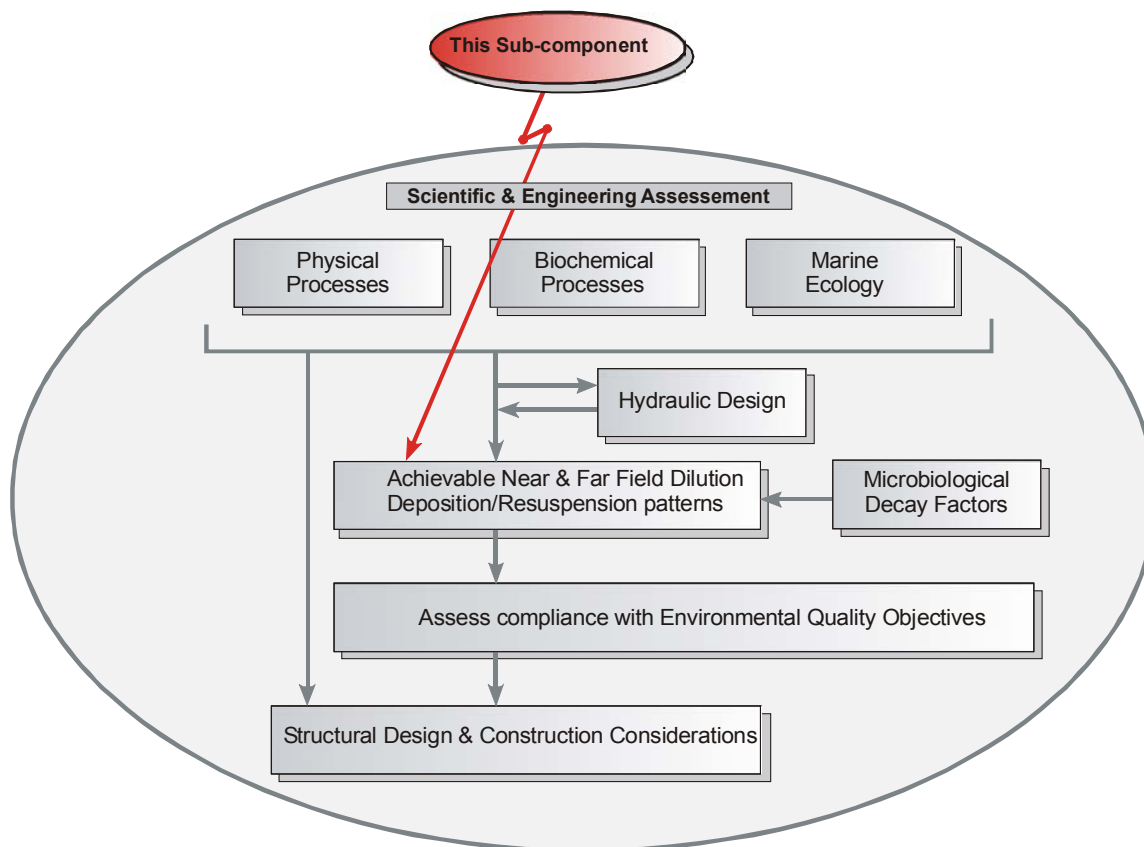 This Sub-component
Scientific & Engineering Assessement
Physical
Processes
Biochemical
Processes
Marine
Ecology
Hydraulic Design
Achievable Near & Far Field Dilution
Deposition/Resuspension patterns
Microbiological
Decay Factors
Assess compliance with Environmental Quality Objectives
Structural Design & Construction Considerations